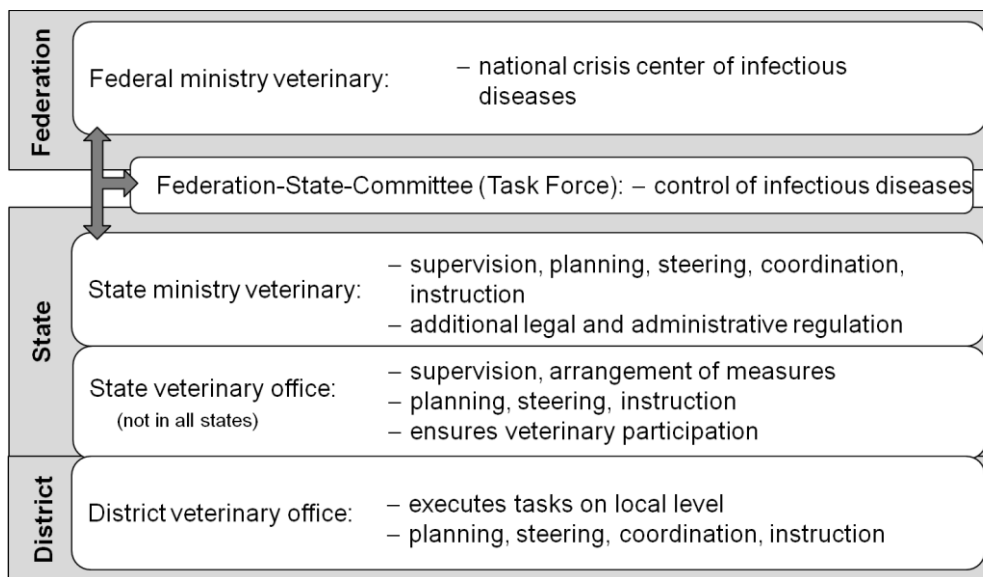 Federation
Federal ministry veterinary:
– national crisis center of infectious
diseases
Federation-State-Committee (Task Force): – control of infectious diseases
State
State ministry veterinary:
– supervision, planning, steering, coordination,
instruction
– additional legal and administrative regulation
State veterinary office:
(not in all states)
– supervision, arrangement of measures
– planning, steering, instruction
– ensures veterinary participation
District
District veterinary office:
– executes tasks on local level
– planning, steering, coordination, instruction